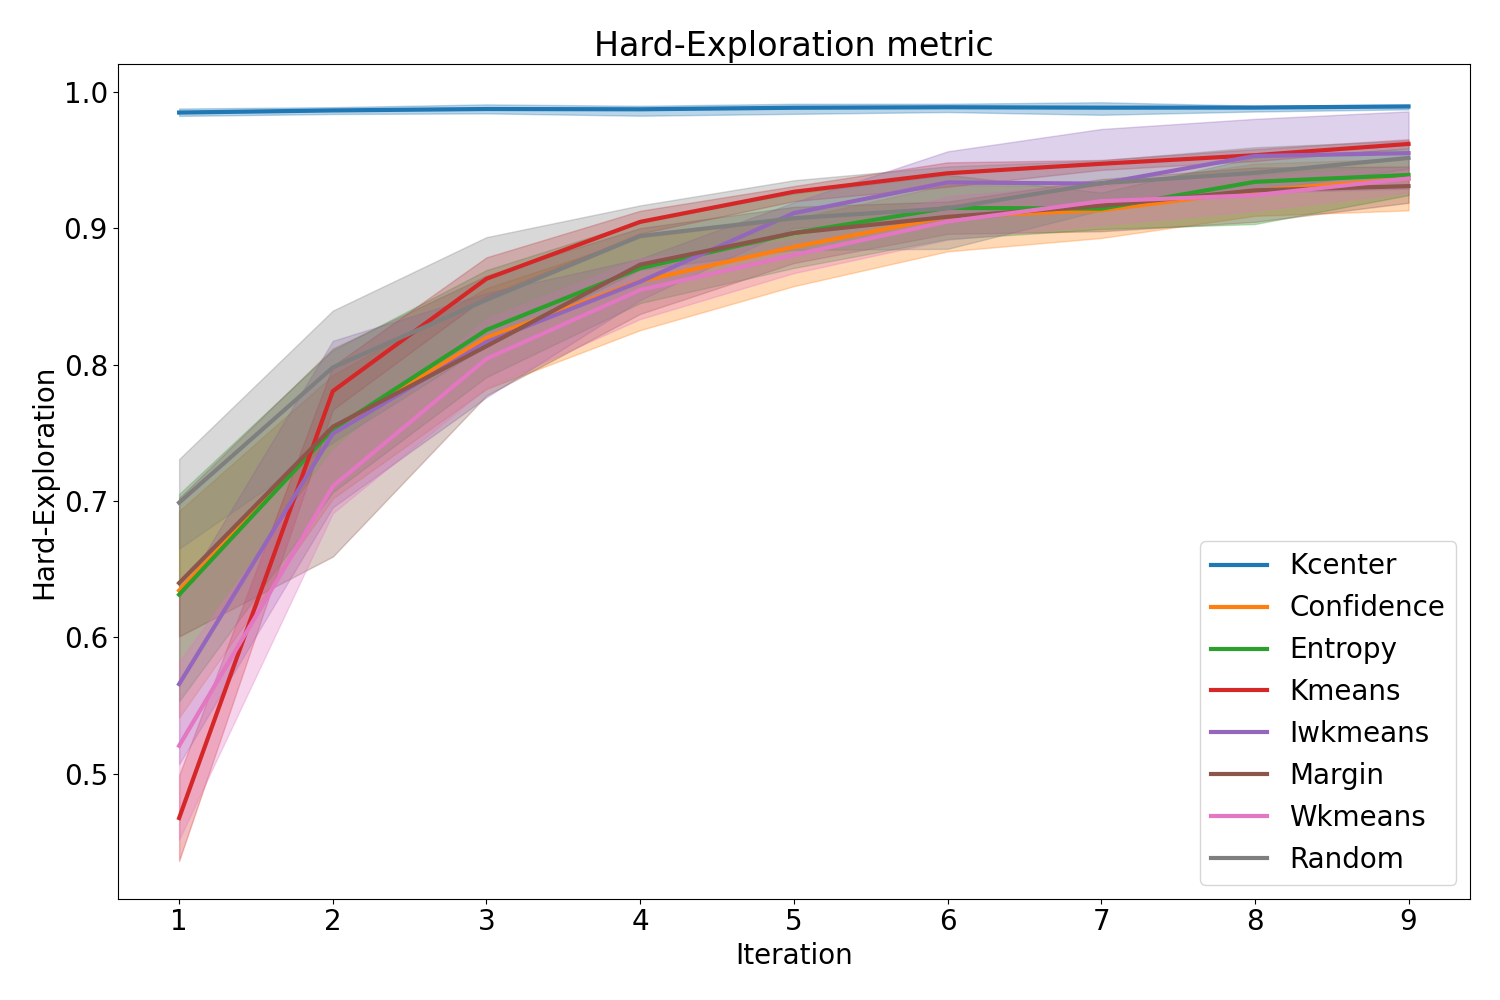 Hard-Exploration metric
1.0
0.9
0.8
0.7
0.6
0.5
Hard-Exploration
1 2 3 4 5 6 7 8 9
Iteration
Kcenter
Confidence
Entropy
Kmeans
Iwkmeans
Margin
Wkmeans
Random